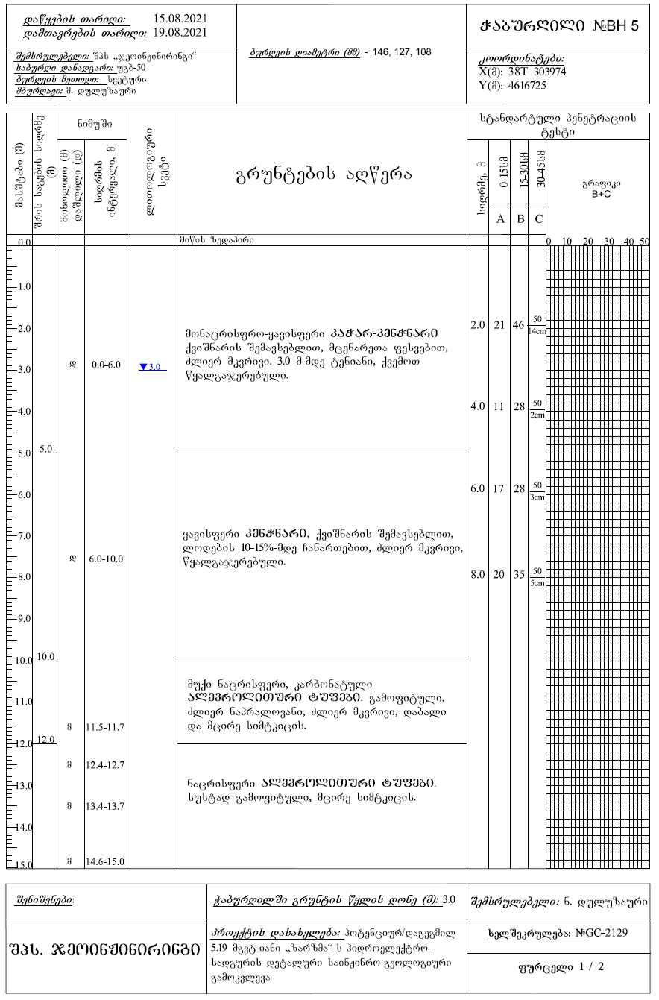 დაწყების თარიღი: 15.08.2021
დამთავრების თარიღი: 19.08.2021
შემსრულებელი: შპს „ჯეოინჟინირინგი“
საბურღი დანადგარი: უგბ-50
ბურღვის მეთოდი: სვეტური
მბურღავი: მ. დულუზაური
ბურღვის დიამეტრი (მმ) - 146, 127, 108
ჭაბურღილი №BH 5
კოორდინატები:
X(მ): 38T 303974
Y(მ): 4616725
მასშტაბი (მ)
შრის საგების სიღრმე (მ)
ნიმუში
მონოლითი (მ)
დაშლილი (დ)
სიღრმის
ინტერვალი, მ
ლითოლოგიური
სვეტი
გრუნტების აღწერა
სტანდარტული პენეტრაციის
ტესტი
სიღრმე, მ
0-15სმ
15-30სმ
30-45სმ
A B C
გრაფიკი
B+C
0.0
მიწის ზედაპირი
0 10 20 30 40 50
1.0
2.0
3.0
4.0
5.0
6.0
7.0
8.0
9.0
10.0
11.0
12.0
13.0
14.0
15.0
5.0
10.0
12.0
დ 0.0-6.0
▼3.0
მონაცრისფრო-ყავისფერი კაჭარ-კენჭნარი
ქვიშნარის შემავსებლით, მცენარეთა ფესვებით,
ძლიერ მკვრივი. 3.0 მ-მდე ტენიანი, ქვემოთ
წყალგაჯერებული.
2.0 21 46 50
14cm
4.0 11 28 50
2cm
6.0 17 28 50
3cm
დ 6.0-10.0
ყავისფერი კენჭნარი, ქვიშნარის შემავსებლით,
ლოდების 10-15%-მდე ჩანართებით, ძლიერ მკვრივი,
წყალგაჯერებული.
8.0 20 35 50
5cm
მუქი ნაცრისფერი, კარბონატული
ალევროლითური ტუფები. გამოფიტული,
ძლიერ ნაპრალოვანი, ძლიერ მკვრივი, დაბალი
და მცირე სიმტკიცის.
მ 11.5-11.7
მ 12.4-12.7
ნაცრისფერი ალევროლითური ტუფები.
სუსტად გამოფიტული, მცირე სიმტკიცის.
მ 13.4-13.7
მ 14.6-15.0
შენიშვნები:
ჭაბურღილში გრუნტის წყლის დონე (მ): 3.0
შემსრულებელი: ნ. დულუზაური
შპს. ჯეოინჟინირინგი
პროექტის დასახელება: პოტენციურ/დაგეგმილ
5.19 მგვტ-იანი „ზარზმა“-ს ჰიდროელექტრო-
სადგურის დეტალური საინჟინრო-გეოლოგიური
გამოკვლევა
ხელშეკრულება: №GC-2129
ფურცელი 1 / 2